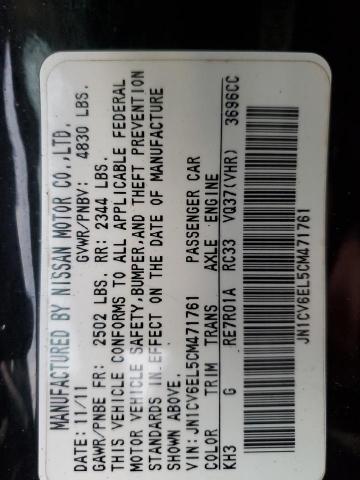 MANUFACTURED BY NISSAN MOTOR CO.,LTD.
DATE: 11/11 GVWR/PNBV: 4830 LBS.
GAWR/PNBE FR: 2502 LBS. RR: 2344 LBS.
THIS VEHICLE CONFORMS TO ALL APPLICABLE FEDERAL
MOTOR VEHICLE SAFETY,BUMPER,AND THEFT PREVENTION
STANDARDS IN EFFECT ON THE DATE OF MANUFACTURE
SHOWN ABOVE.
VIN:JN1CV6EL5CM471761 PASSENGER CAR
COLOR TRIM TRANS AXLE ENGINE
KH3 G RE7R01A RC33 VQ37(VHR) 3696CC
JN1CV6EL5CM471761